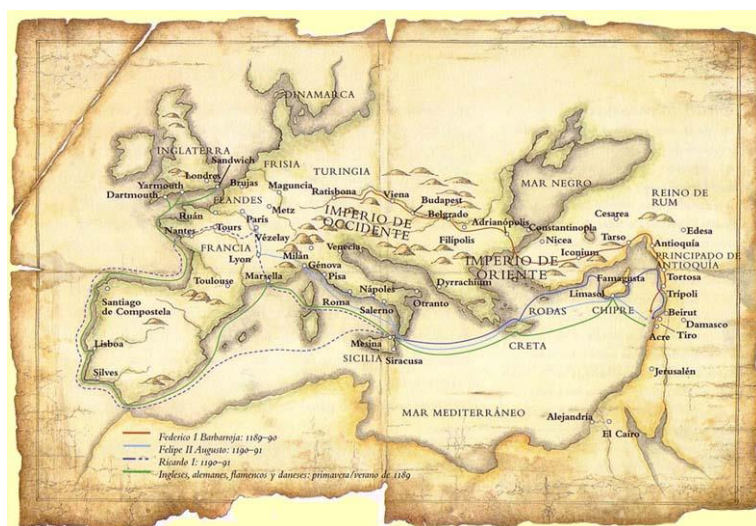 DINAMARCA
INGLATERRA
Sandwich
FRISIA
Londres
Yarmouth
Dartmouth
Brujas
Maguncia
TURINGIA
Ratisbona
Viena
FLANDES
Ruán
París
Metz
Budapest
IMPERIO DE
OCCIDENTE
Belgrado
MAR NEGRO
REINO DE
RUM
Nantes
Tours
Vézelay
FRANCIA
Lyon
Milán
Venecia
Génova
Pisa
Adrianópolis
Filípolis
Constantinopla
Nicea
Cesarea
Tarso
Edesa
Iconium
Antioquía
PRINCIPADO DE
ANTIOQUÍA
IMPERIO DE
ORIENTE
Toulouse
Marsella
Roma
Nápoles
Salerno
Otranto
Dyrrachium
Santiago
de Compostela
Lisboa
Silves
Mesina
SICILIA
Siracusa
RODAS
CRETA
Limasol
Famagusta
CHIPRE
Tortosa
Trípoli
Beirut
Damasco
Acre
Tiro
Jerusalén
MAR MEDITERRÁNEO
Alejandría
El Cairo
Federico I Barbarroja: 1189–90
Felipe II Augusto: 1190–91
Ricardo I: 1190–91
Ingleses, alemanes, flamencos y daneses: primavera/verano de 1189